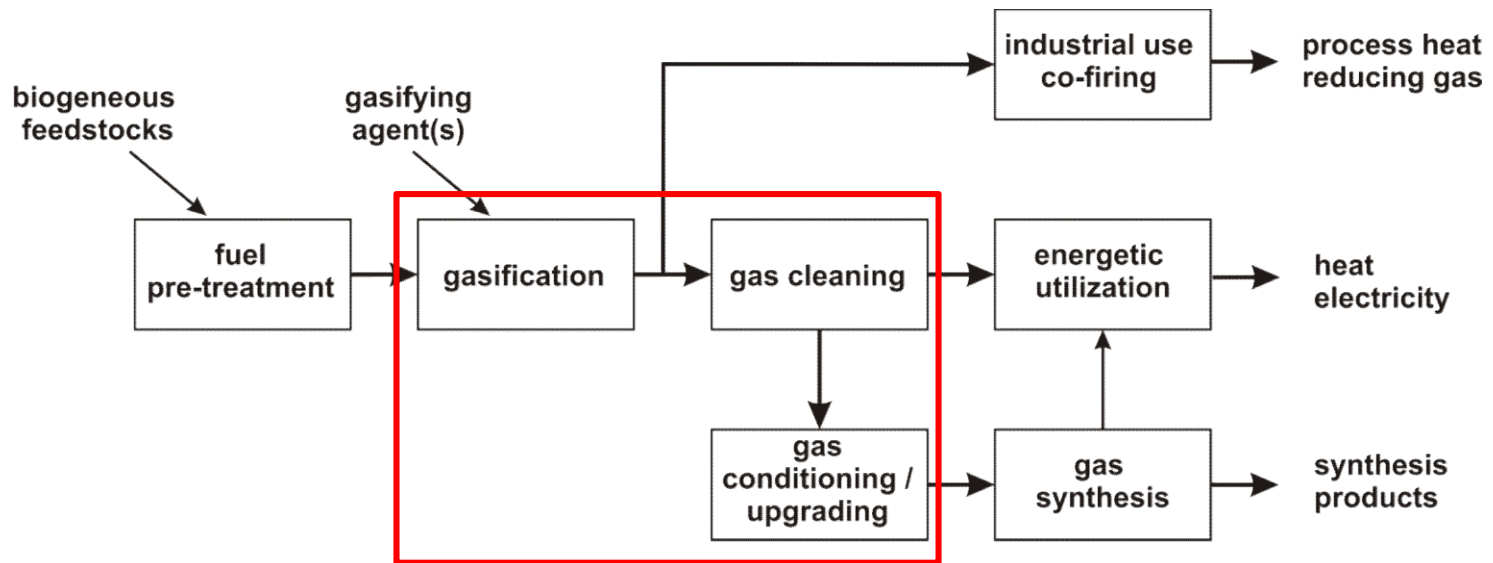 industrial use
co-firing
process heat
reducing gas
biogeneous
feedstocks
gasifying
agent(s)
fuel
pre-treatment
gasification
gas cleaning
energetic
utilization
heat
electricity
gas
conditioning /
upgrading
gas
synthesis
synthesis
products